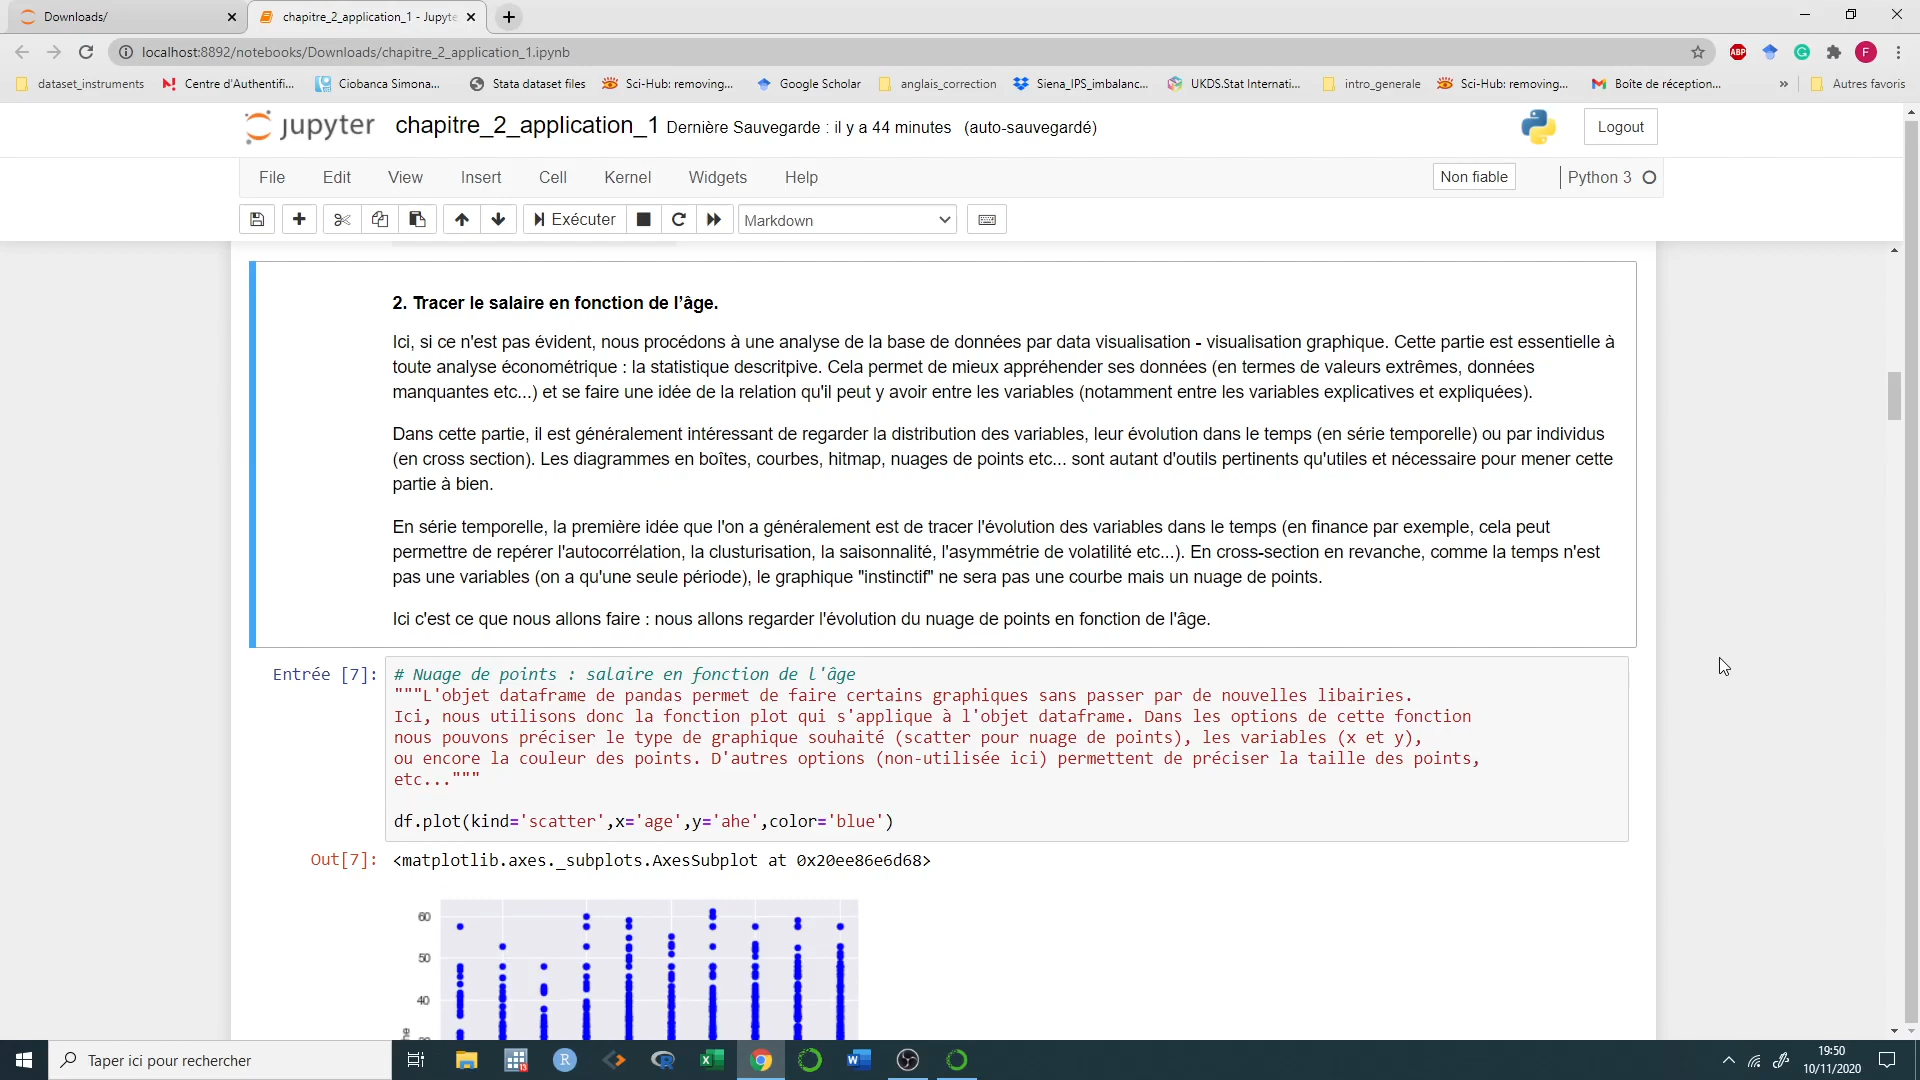 Downloads/
chapitre_2_application_1 - Jupyte
localhost:8892/notebooks/Downloads/chapitre_2_application_1.ipynb
ABP
F
dataset_instruments
Centre d'Authentifi...
Ciobanca Simona...
Stata dataset files
Sci-Hub: removing...
Google Scholar
anglais_correction
Siena_IPS_imbalanc...
UKDS.Stat Internati...
intro_generale
Sci-Hub: removing...
Boîte de réception...
»
Autres favoris
jupyter chapitre_2_application_1 Dernière Sauvegarde : il y a 44 minutes (auto-sauvegardé)
Logout
File Edit View Insert Cell Kernel Widgets Help
Non fiable
Python 3
Exécuter
Markdown
2. Tracer le salaire en fonction de l’âge.
Ici, si ce n'est pas évident, nous procédons à une analyse de la base de données par data visualisation - visualisation graphique. Cette partie est essentielle à
toute analyse économétrique : la statistique descritpive. Cela permet de mieux appréhender ses données (en termes de valeurs extrêmes, données
manquantes etc...) et se faire une idée de la relation qu'il peut y avoir entre les variables (notamment entre les variables explicatives et expliquées).
Dans cette partie, il est généralement intéressant de regarder la distribution des variables, leur évolution dans le temps (en série temporelle) ou par individus
(en cross section). Les diagrammes en boîtes, courbes, hitmap, nuages de points etc... sont autant d'outils pertinents qu'utiles et nécessaire pour mener cette
partie à bien.
En série temporelle, la première idée que l'on a généralement est de tracer l'évolution des variables dans le temps (en finance par exemple, cela peut
permettre de repérer l'autocorrélation, la clusturisation, la saisonnalité, l'asymmétrie de volatilité etc...). En cross-section en revanche, comme la temps n'est
pas une variables (on a qu'une seule période), le graphique "instinctif" ne sera pas une courbe mais un nuage de points.
Ici c'est ce que nous allons faire : nous allons regarder l'évolution du nuage de points en fonction de l'âge.
Entrée [7]:
# Nuage de points : salaire en fonction de l'âge
"""L'objet dataframe de pandas permet de faire certains graphiques sans passer par de nouvelles libairies.
Ici, nous utilisons donc la fonction plot qui s'applique à l'objet dataframe. Dans les options de cette fonction
nous pouvons préciser le type de graphique souhaité (scatter pour nuage de points), les variables (x et y),
ou encore la couleur des points. D'autres options (non-utilisée ici) permettent de préciser la taille des points,
etc..."""
df.plot(kind='scatter',x='age',y='ahe',color='blue')
Out[7]: <matplotlib.axes._subplots.AxesSubplot at 0x20ee86e6d68>
60
50
40
Taper ici pour rechercher
19:50
10/11/2020